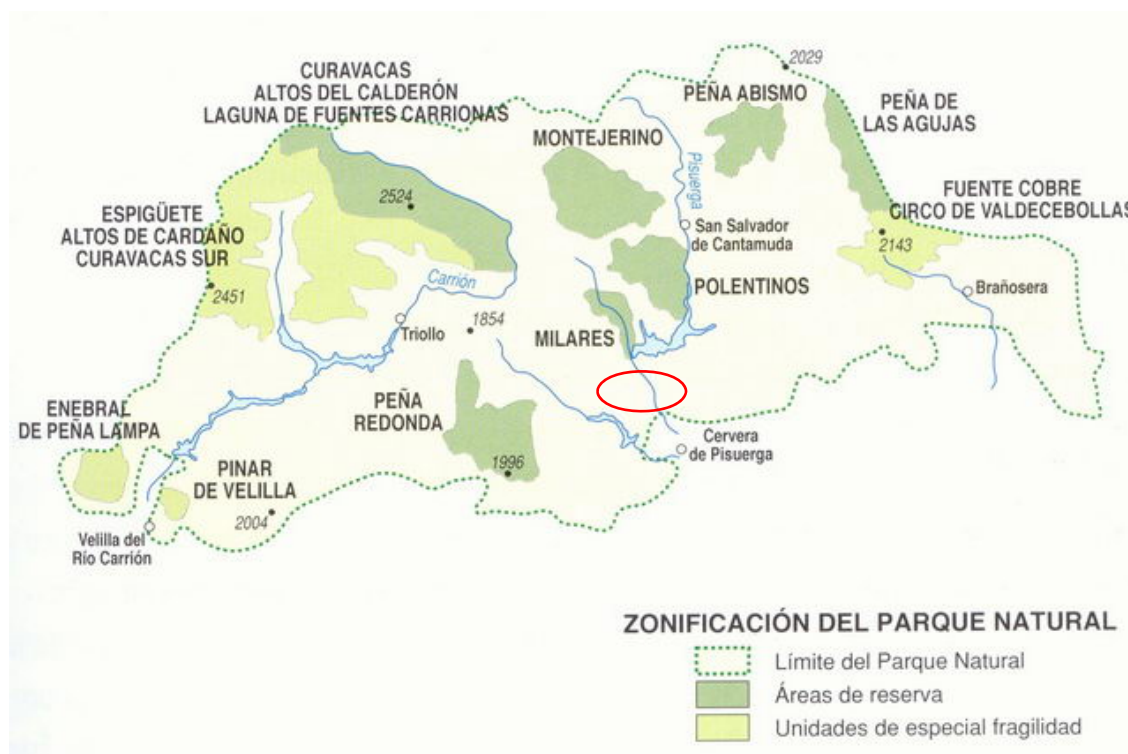 CURAVACAS
ALTOS DEL CALDERÓN
LAGUNA DE FUENTES CARRIONAS
2029
PEÑA ABISMO
PEÑA DE
LAS AGUJAS
MONTEJERINO
Pisuerga
2524
ESPIGÜETE
ALTOS DE CARDAÑO
CURAVACAS SUR
FUENTE COBRE
CIRCO DE VALDECEBOLLAS
San Salvador
de Cantamuda
2143
2451
Carrión
POLENTINOS
Brañosera
Triollo
1854
MILARES
PEÑA
REDONDA
ENEBRAL
DE PEÑA LAMPA
Cervera
de Pisuerga
1996
PINAR
DE VELILLA
2004
Velilla del
Río Carrión
ZONIFICACIÓN DEL PARQUE NATURAL
Límite del Parque Natural
Áreas de reserva
Unidades de especial fragilidad